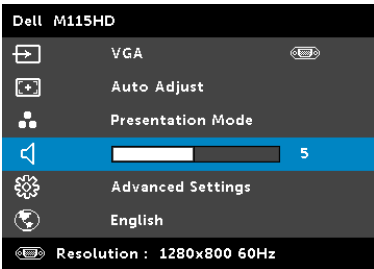 Dell M115HD
VGA
Auto Adjust
Presentation Mode
5
Advanced Settings
English
Resolution : 1280x800 60Hz